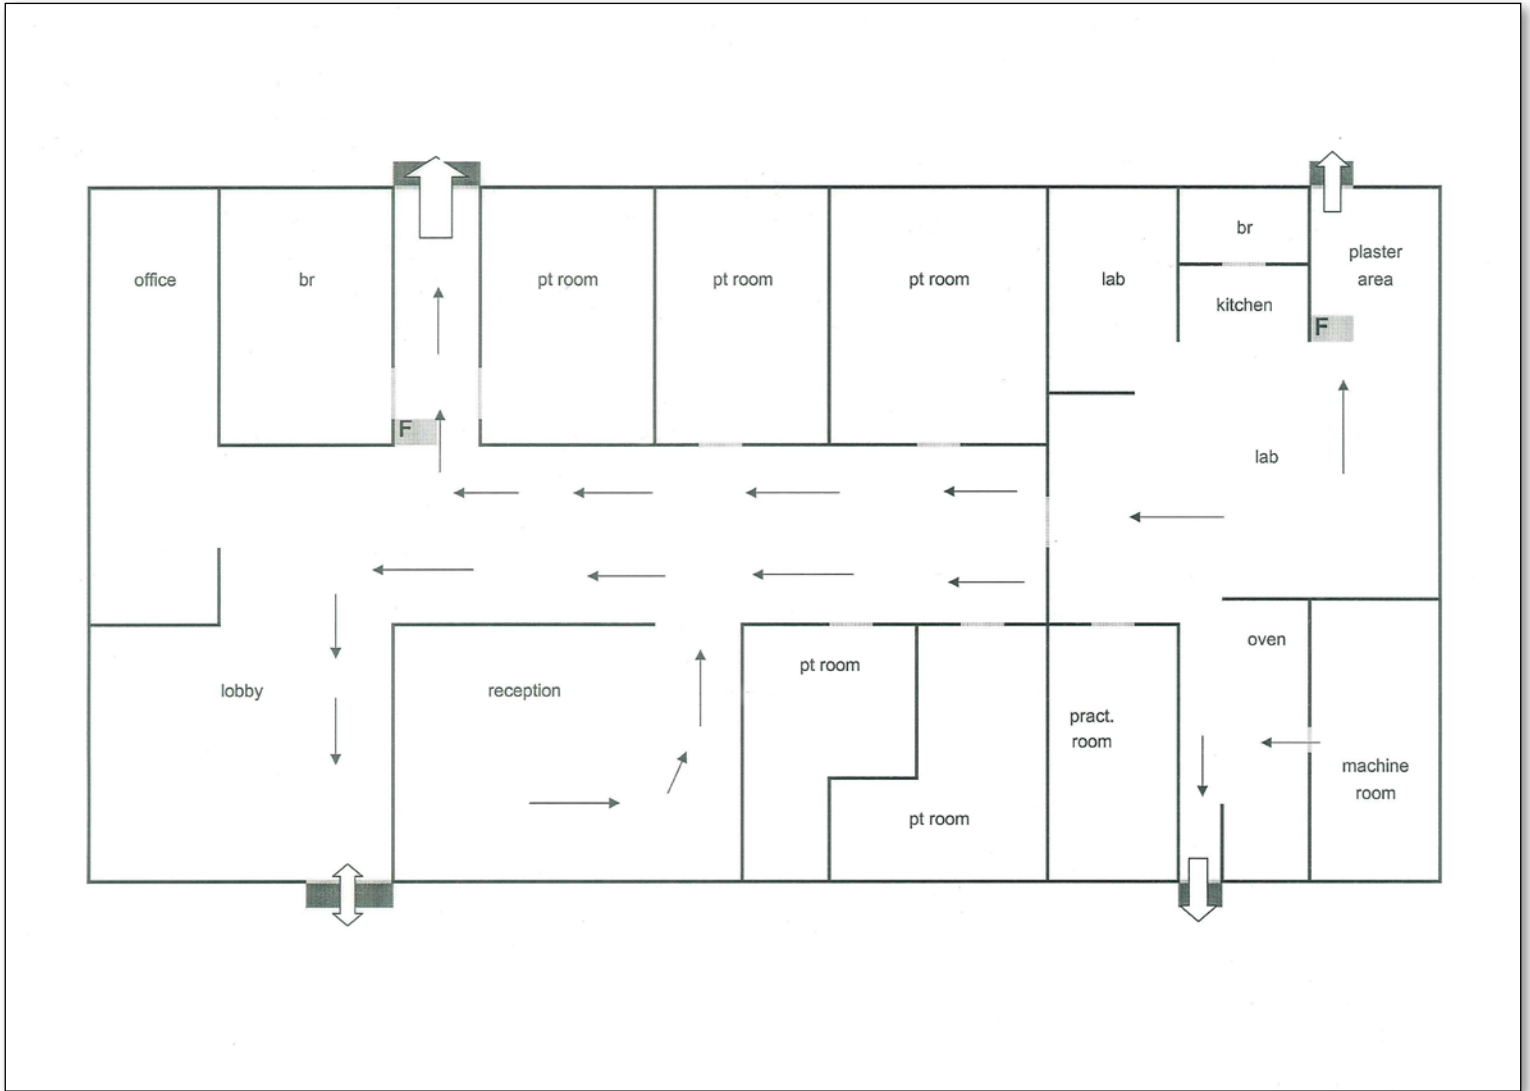 office
br
pt room
pt room
pt room
lab
br
kitchen
plaster
area
F
F
lab
lobby
reception
pt room
pt room
pract.
room
oven
machine
room